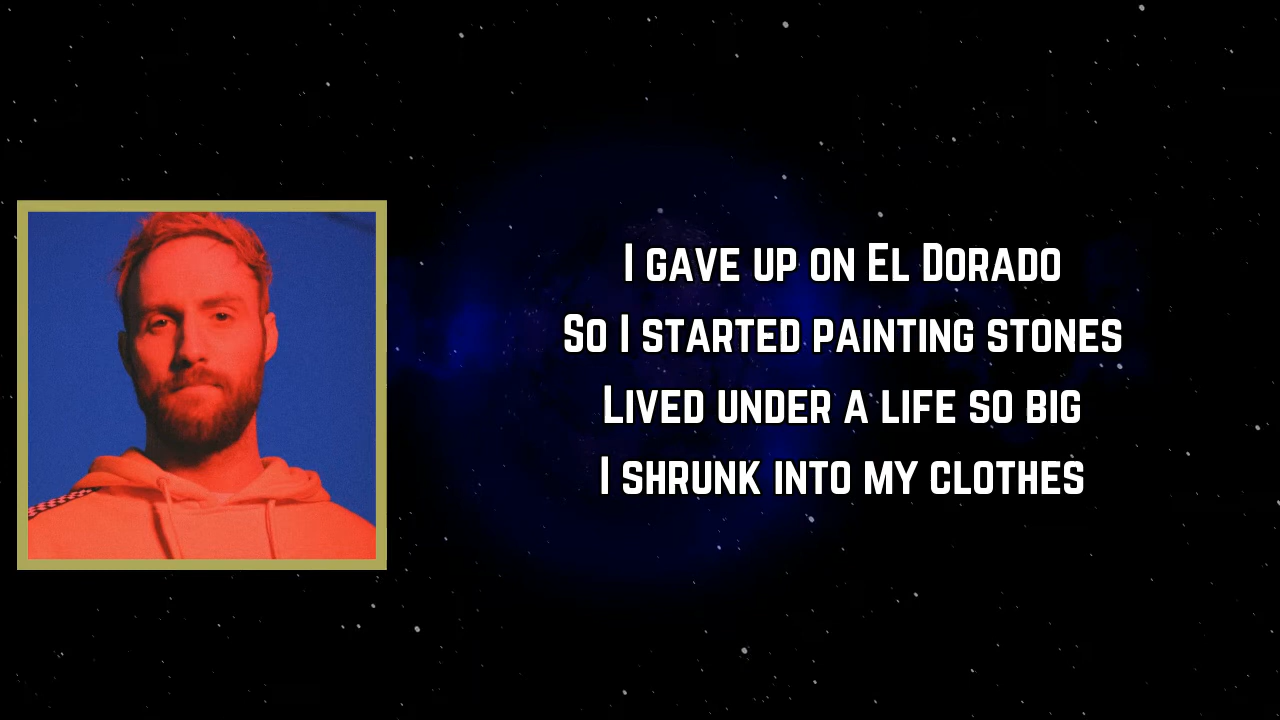 I gave up on El Dorado
So I started painting stones
Lived under a life so big
I shrunk into my clothes